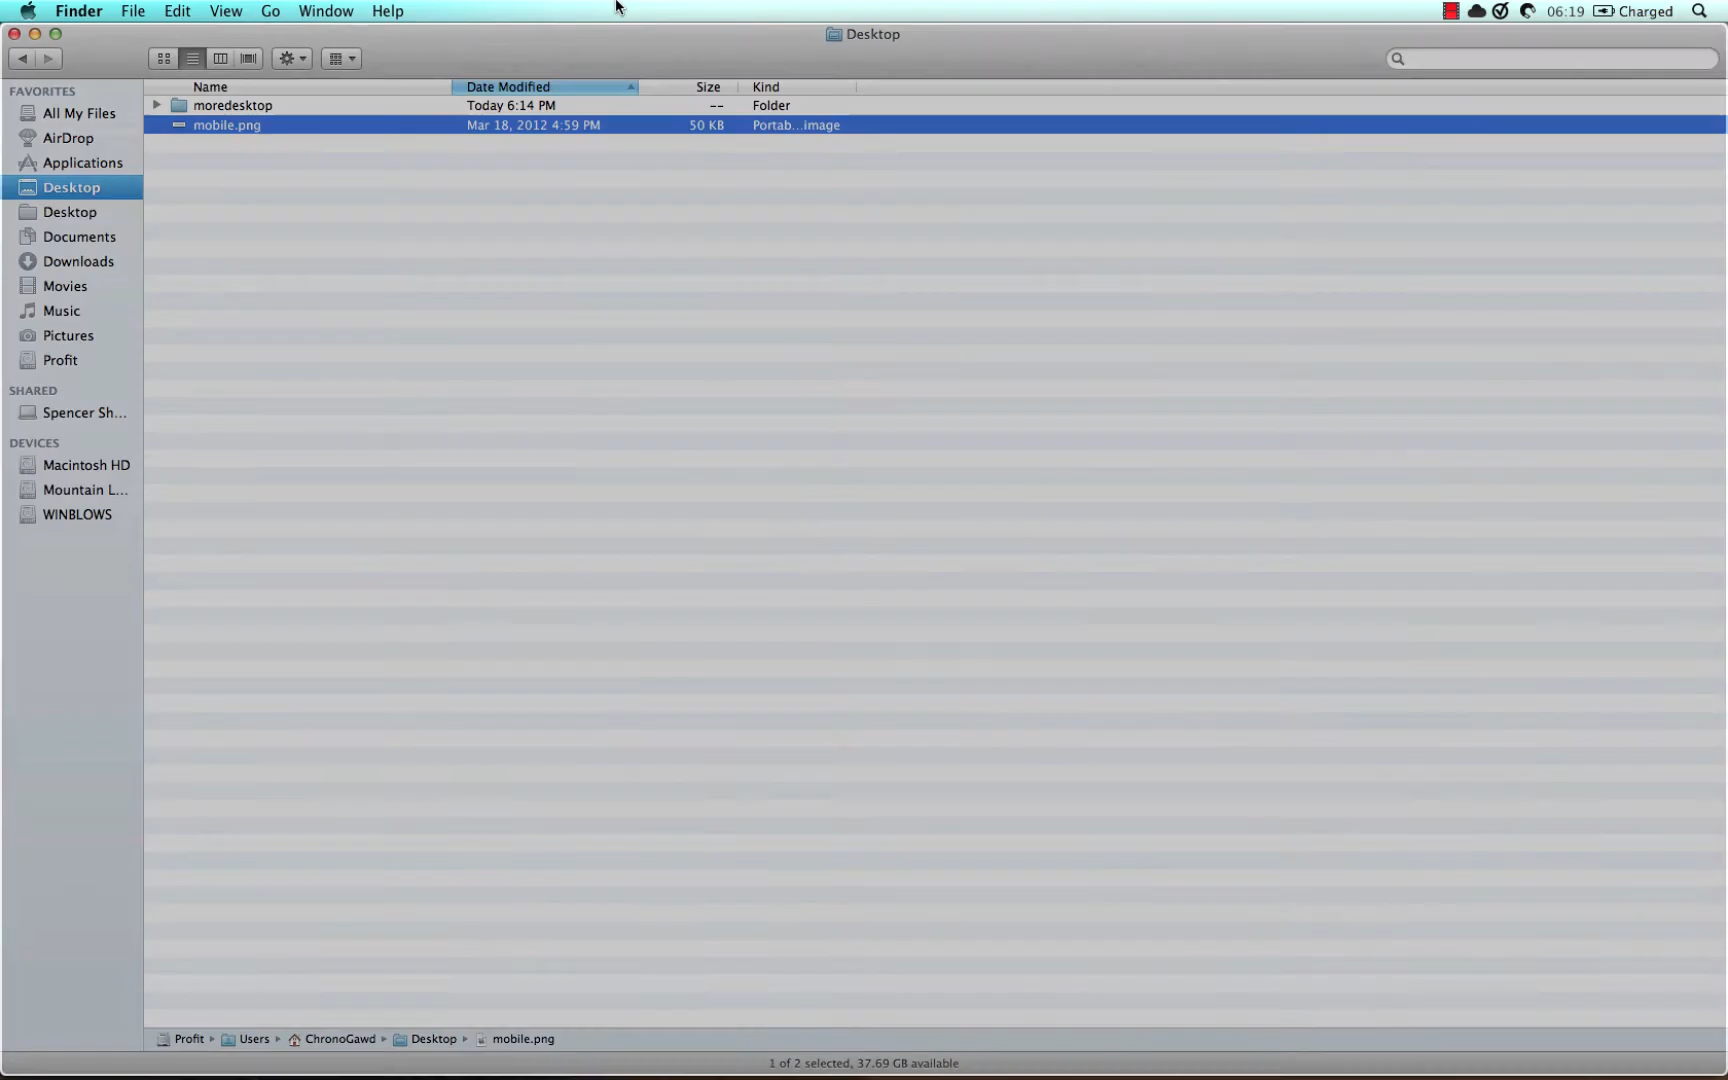 Finder File Edit View Go Window Help 06:19 Charged
Desktop
FAVORITES
All My Files
AirDrop
Applications
Desktop
Desktop
Documents
Downloads
Movies
Music
Pictures
Profit
SHARED
Spencer Sh...
DEVICES
Macintosh HD
Mountain L...
WINBLOWS
Name Date Modified Size Kind
moredesktop Today 6:14 PM -- Folder
mobile.png Mar 18, 2012 4:59 PM 50 KB Portab...image
Profit Users ChronoGawd Desktop mobile.png
1 of 2 selected, 37.69 GB available